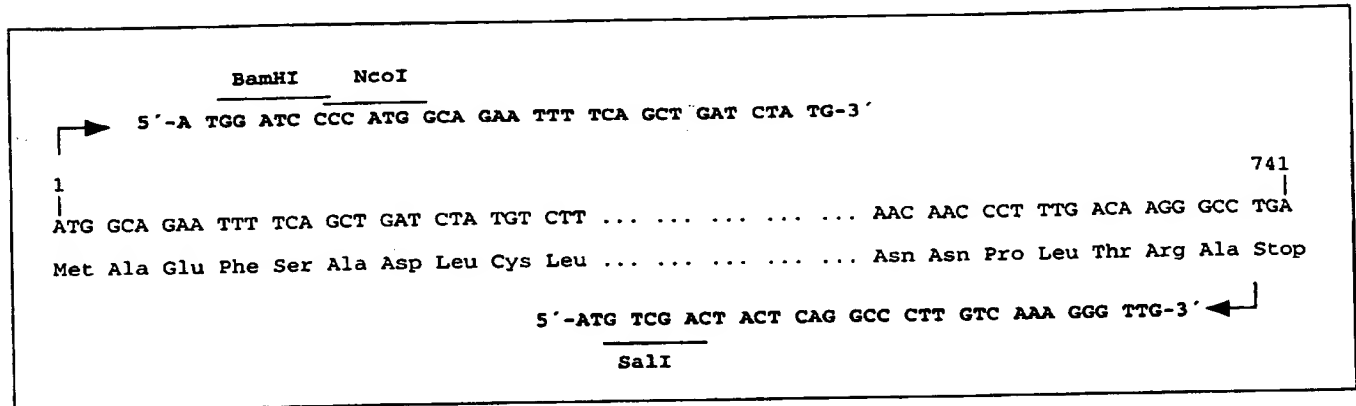 BamHI NcoI
5´-A TGG ATC CCC ATG GCA GAA TTT TCA GCT GAT CTA TG-3´
741
1
ATG GCA GAA TTT TCA GCT GAT CTA TGT CTT ... ... ... ... ... AAC AAC CCT TTG ACA AGG GCC TGA
Met Ala Glu Phe Ser Ala Asp Leu Cys Leu ... ... ... ... ... Asn Asn Pro Leu Thr Arg Ala Stop
5´-ATG TCG ACT ACT CAG GCC CTT GTC AAA GGG TTG-3´
SalI